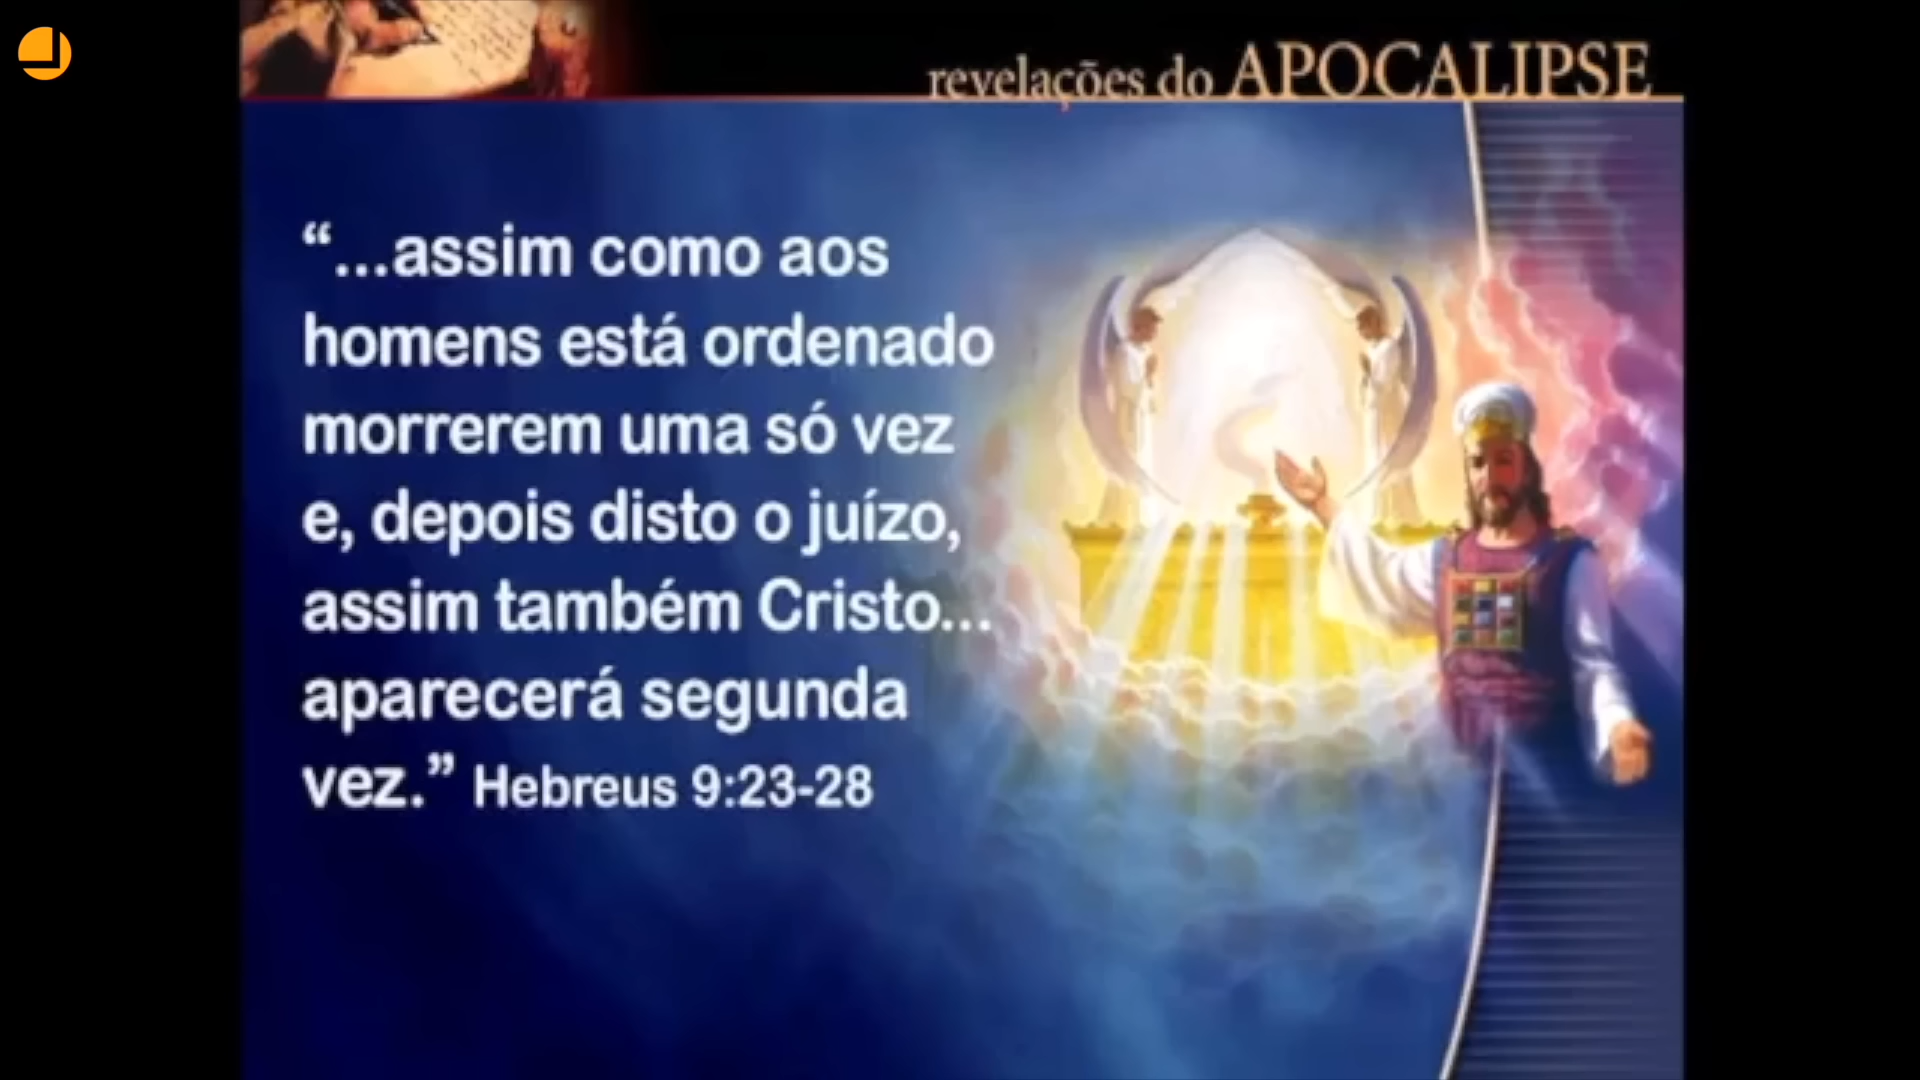 revelações do APOCALIPSE
“...assim como aos
homens está ordenado
morrerem uma só vez
e, depois disto o juízo,
assim também Cristo...
aparecerá segunda
vez.” Hebreus 9:23-28